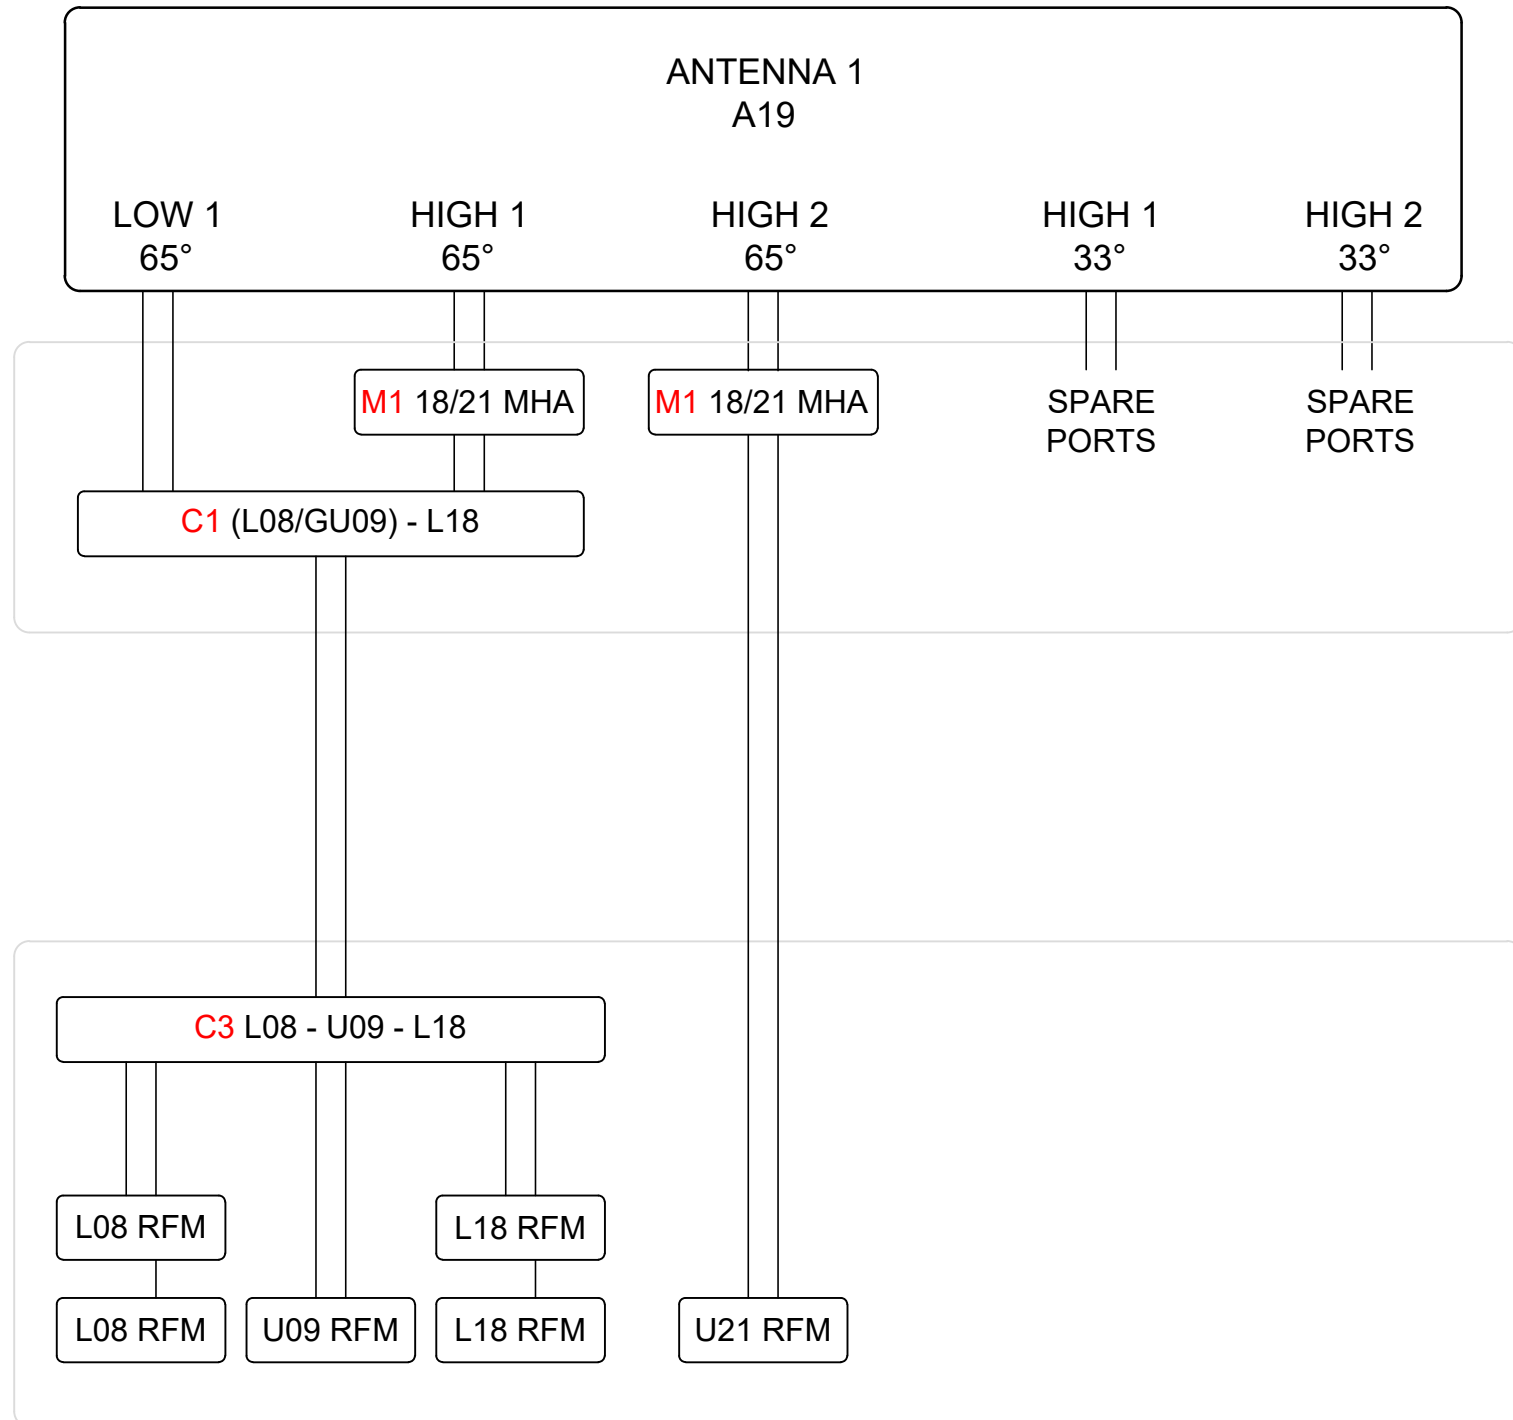 ANTENNA 1
A19
LOW 1
65°
HIGH 1
65°
HIGH 2
65°
HIGH 1
33°
HIGH 2
33°
M1 18/21 MHA
M1 18/21 MHA
SPARE
PORTS
SPARE
PORTS
C1 (L08/GU09) - L18
C3 L08 - U09 - L18
L08 RFM
L18 RFM
L08 RFM
U09 RFM
L18 RFM
U21 RFM